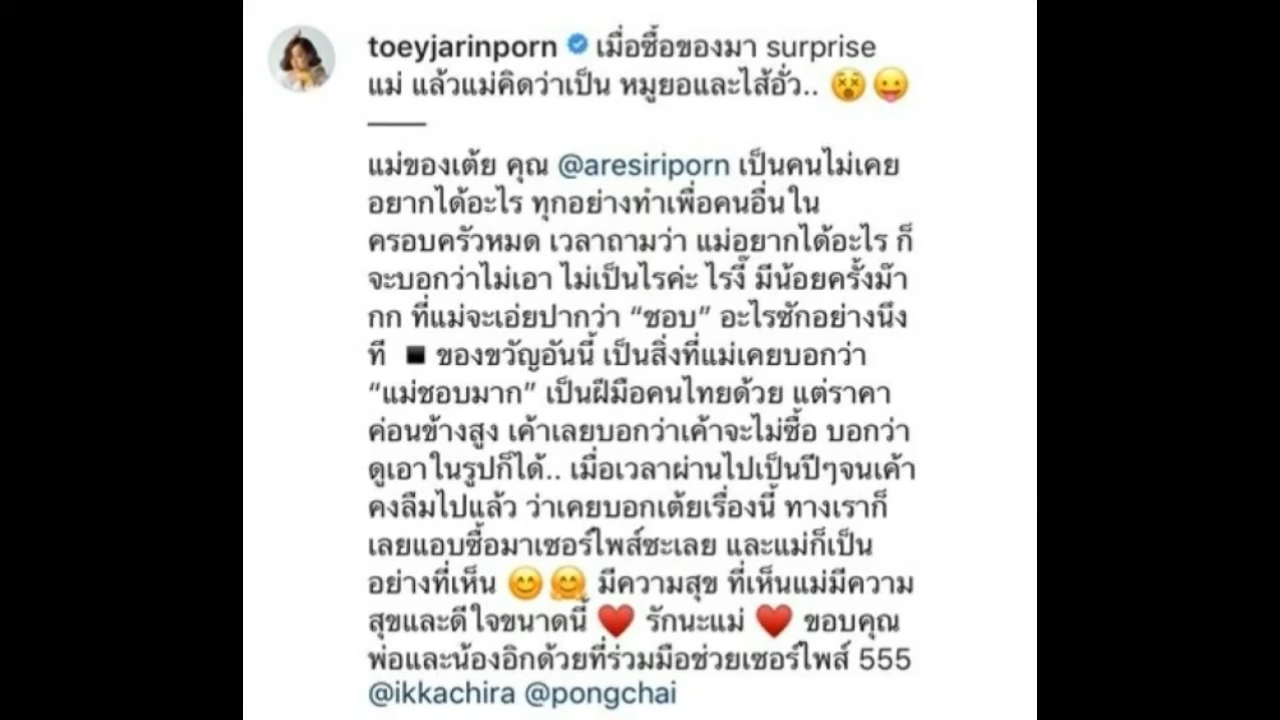 toeyjarinporn เมื่อซื้อของมา surprise
แม่ แล้วแม่คิดว่าเป็น หมูยอและไส้อั่ว.. 😵😛
——
แม่ของเต้ย คุณ @aresiriporn เป็นคนไม่เคย
อยากได้อะไร ทุกอย่างทำเพื่อคนอื่นใน
ครอบครัวหมด เวลาถามว่า แม่อยากได้อะไร ก็
จะบอกว่าไม่เอา ไม่เป็นไรค่ะ ไรงี๊ มีน้อยครั้งม๊า
กก ที่แม่จะเอ่ยปากว่า “ชอบ” อะไรซักอย่างนึง
ที ◾ ของขวัญอันนี้ เป็นสิ่งที่แม่เคยบอกว่า
“แม่ชอบมาก” เป็นฝีมือคนไทยด้วย แต่ราคา
ค่อนข้างสูง เค้าเลยบอกว่าเค้าจะไม่ซื้อ บอกว่า
ดูเอาในรูปก็ได้.. เมื่อเวลาผ่านไปเป็นปีๆจนเค้า
คงลืมไปแล้ว ว่าเคยบอกเต้ยเรื่องนี้ ทางเราก็
เลยแอบซื้อมาเซอร์ไพส์ซะเลย และแม่ก็เป็น
อย่างที่เห็น 😊🤗 มีความสุข ที่เห็นแม่มีความ
สุขและดีใจขนาดนี้ ♥️ รักนะแม่ ♥️ ขอบคุณ
พ่อและน้องอิกด้วยที่ร่วมมือช่วยเซอร์ไพส์ 555
@ikkachira @pongchai